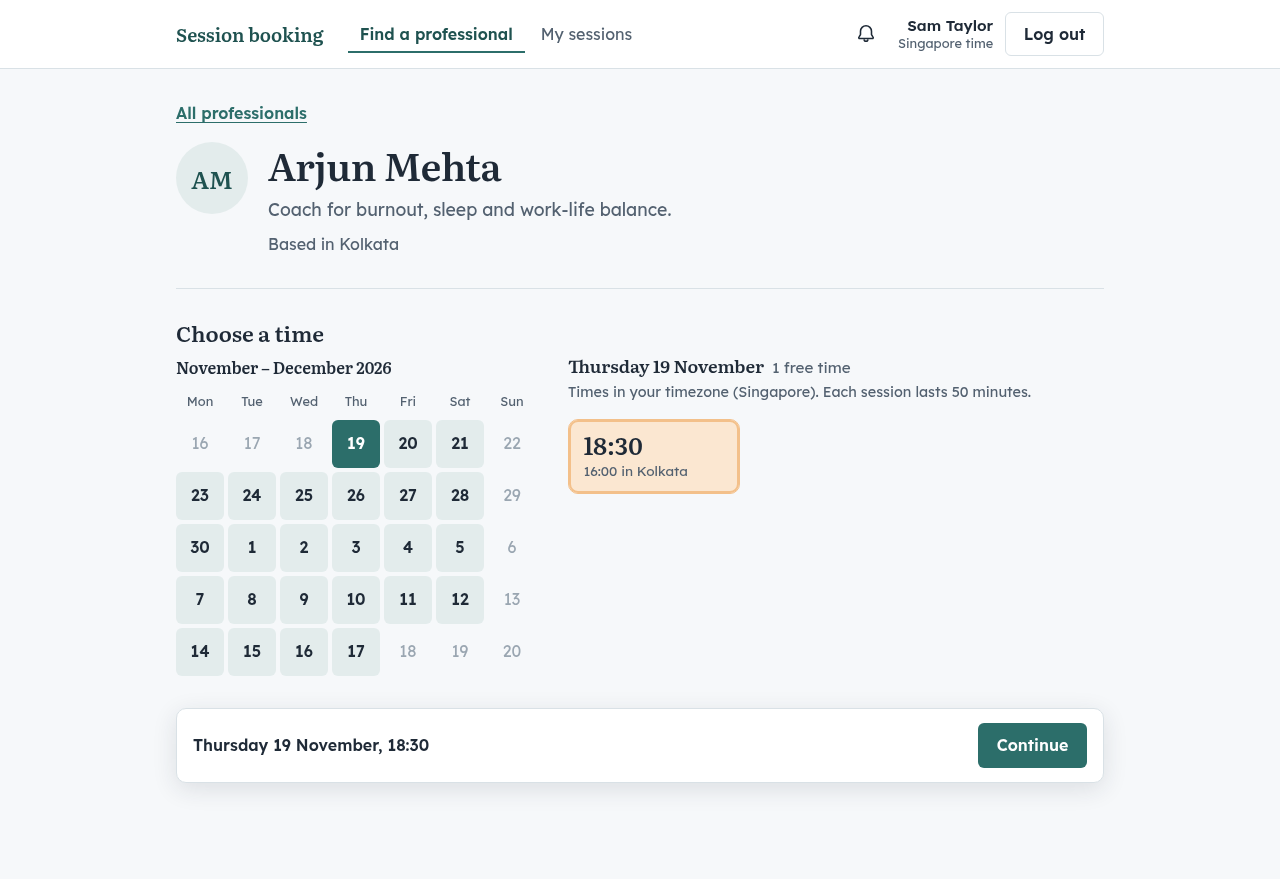 Session booking
Find a professional
My sessions
Sam Taylor
Singapore time
Log out
All professionals
AM
Arjun Mehta
Coach for burnout, sleep and work-life balance.
Based in Kolkata
Choose a time
November – December 2026
Mon Tue Wed Thu Fri Sat Sun
16 17 18 19 20 21 22
23 24 25 26 27 28 29
30 1 2 3 4 5 6
7 8 9 10 11 12 13
14 15 16 17 18 19 20
Thursday 19 November 1 free time
Times in your timezone (Singapore). Each session lasts 50 minutes.
18:30
16:00 in Kolkata
Thursday 19 November, 18:30
Continue